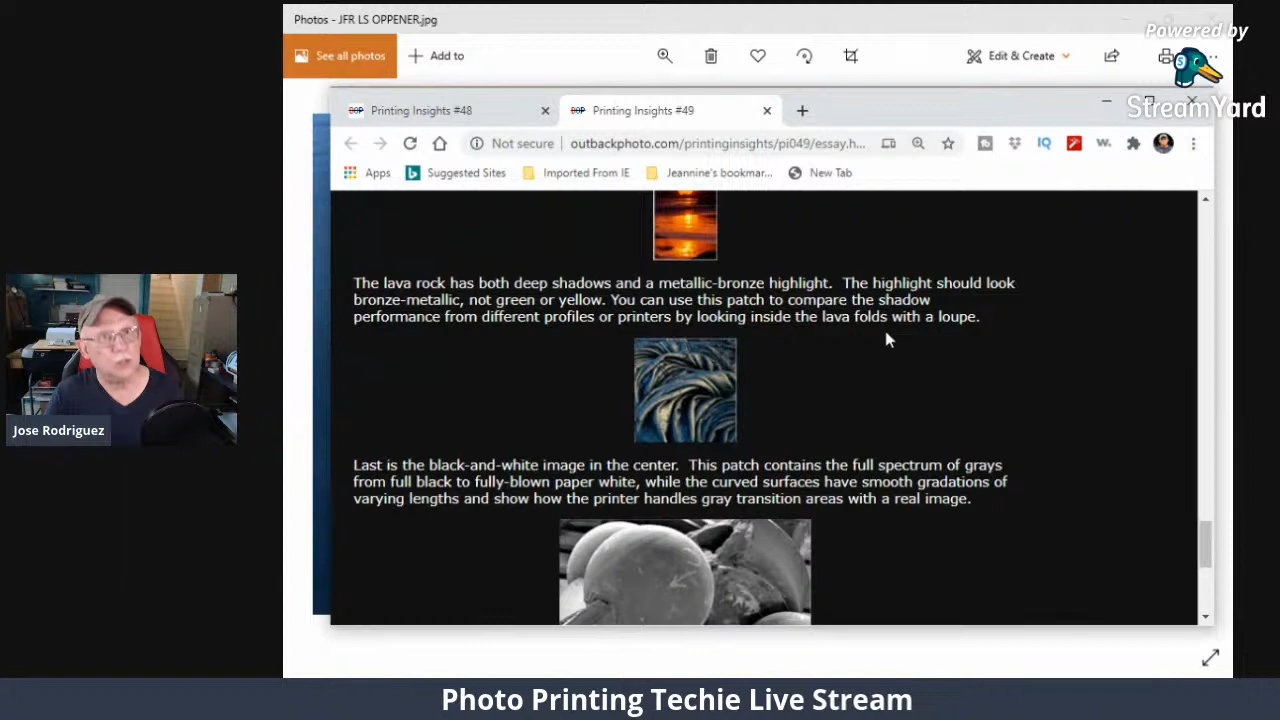 Photos - JFR LS OPPENER.jpg
Powered by
StreamYard
See all photos
Add to
Edit & Create
Printing Insights #48
Printing Insights #49
Not secure
outbackphoto.com/printinginsights/pi049/essay.h...
IQ
w.
Apps
Suggested Sites
Imported From IE
Jeannine's bookmar...
New Tab
The lava rock has both deep shadows and a metallic-bronze highlight. The highlight should look
bronze-metallic, not green or yellow. You can use this patch to compare the shadow
performance from different profiles or printers by looking inside the lava folds with a loupe.
Last is the black-and-white image in the center. This patch contains the full spectrum of grays
from full black to fully-blown paper white, while the curved surfaces have smooth gradations of
varying lengths and show how the printer handles gray transition areas with a real image.
Jose Rodriguez
Photo Printing Techie Live Stream